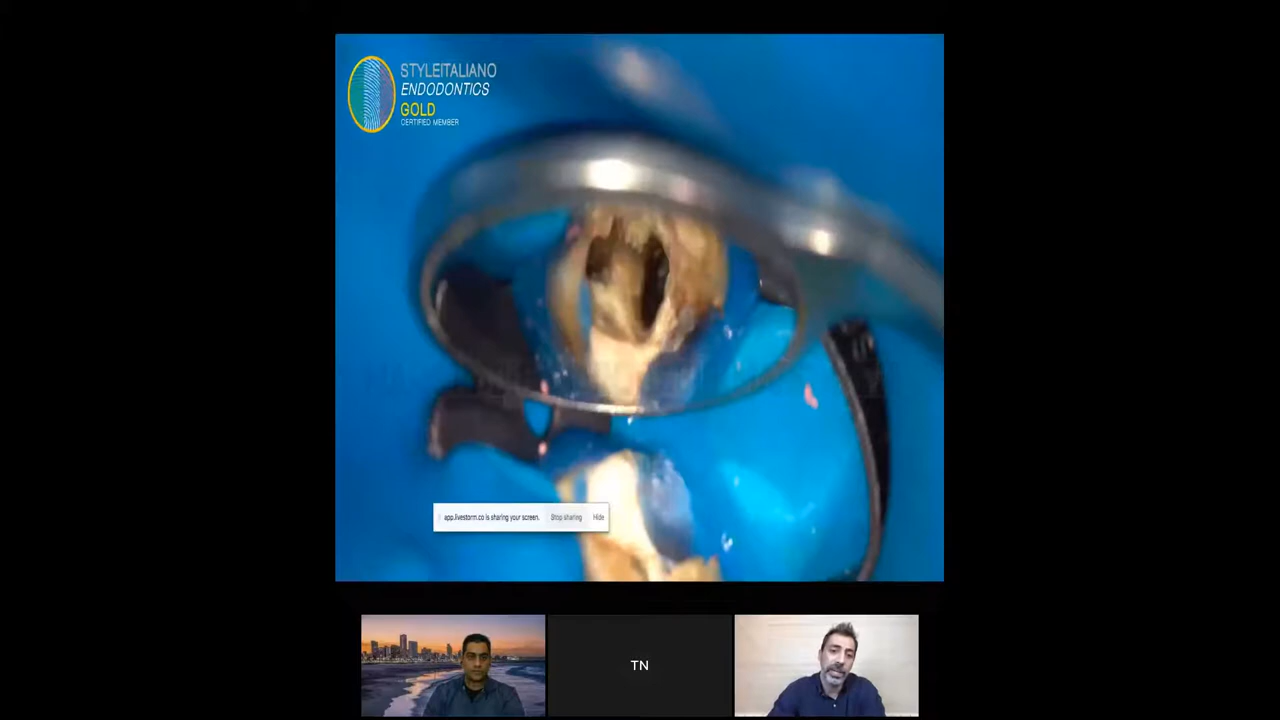 STYLEITALIANO
ENDODONTICS
GOLD
CERTIFIED MEMBER
app.livestorm.co is sharing your screen. Stop sharing Hide
TN